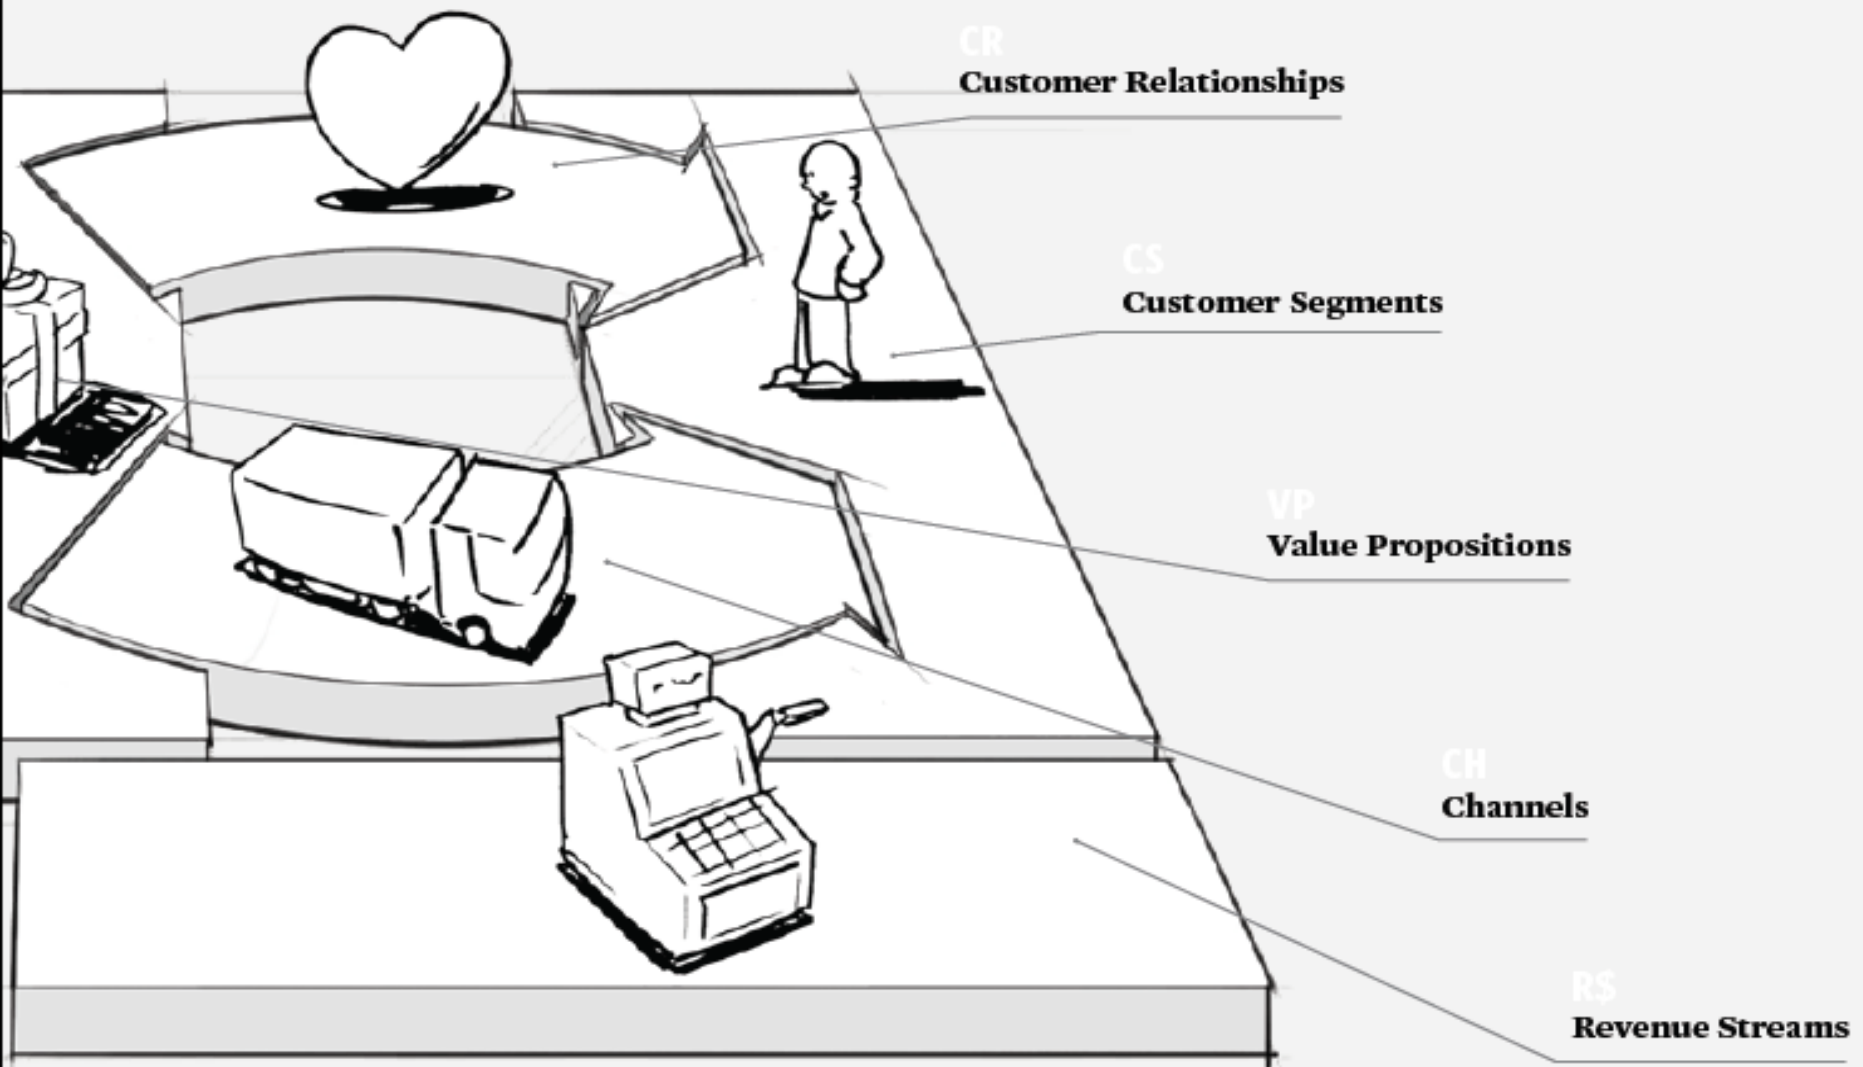 CR
Customer Relationships
CS
Customer Segments
VP
Value Propositions
CH
Channels
R$
Revenue Streams